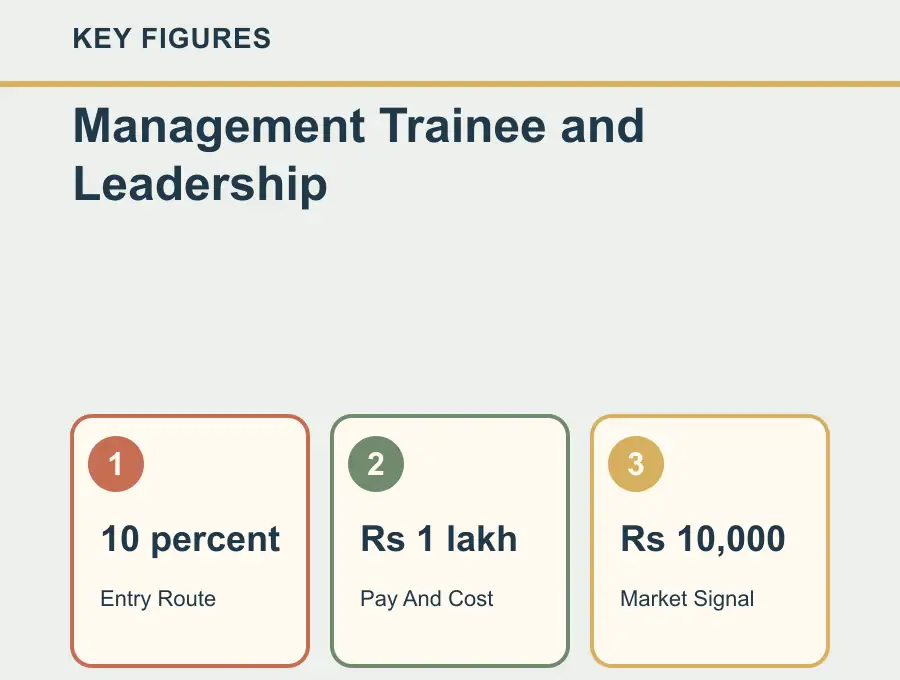 KEY FIGURES
Management Trainee and
Leadership
1
10 percent
Entry Route
2
Rs 1 lakh
Pay And Cost
3
Rs 10,000
Market Signal